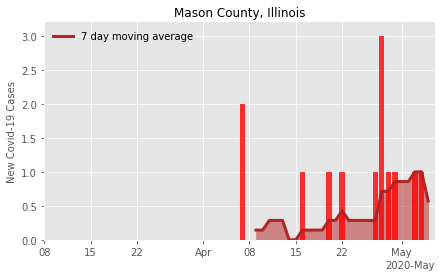 Mason County, Illinois
7 day moving average
New Covid-19 Cases
3.0
2.5
2.0
1.5
1.0
0.5
0.0
08 15 22 Apr 08 15 22 May
2020-May